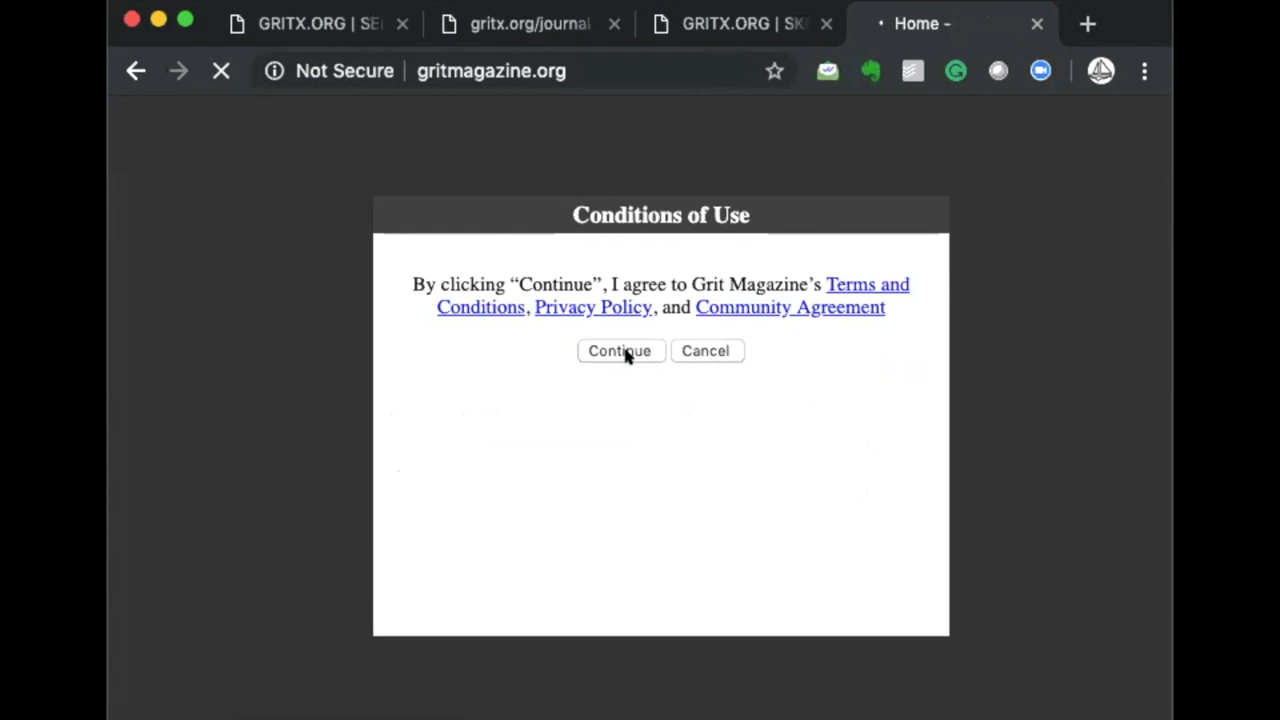 GRITX.ORG | SE
gritx.org/journal
GRITX.ORG | SK
Home -
Not Secure
gritmagazine.org
Conditions of Use
By clicking “Continue”, I agree to Grit Magazine’s Terms and
Conditions, Privacy Policy, and Community Agreement
Continue
Cancel